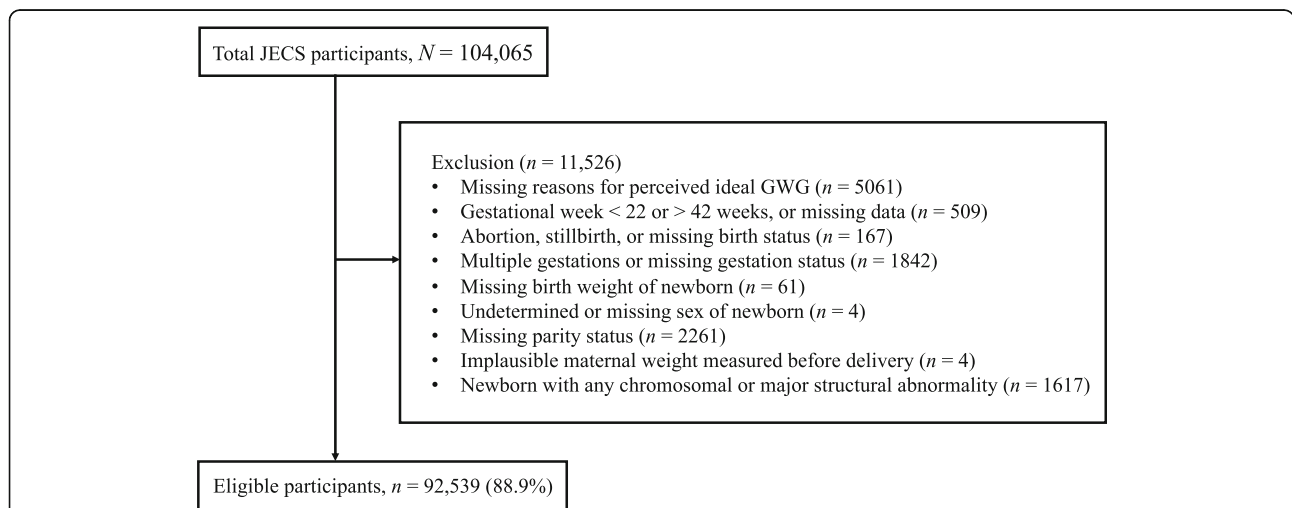 Total JECS participants, N = 104,065
Exclusion (n = 11,526)
• Missing reasons for perceived ideal GWG (n = 5061)
• Gestational week < 22 or > 42 weeks, or missing data (n = 509)
• Abortion, stillbirth, or missing birth status (n = 167)
• Multiple gestations or missing gestation status (n = 1842)
• Missing birth weight of newborn (n = 61)
• Undetermined or missing sex of newborn (n = 4)
• Missing parity status (n = 2261)
• Implausible maternal weight measured before delivery (n = 4)
• Newborn with any chromosomal or major structural abnormality (n = 1617)
Eligible participants, n = 92,539 (88.9%)